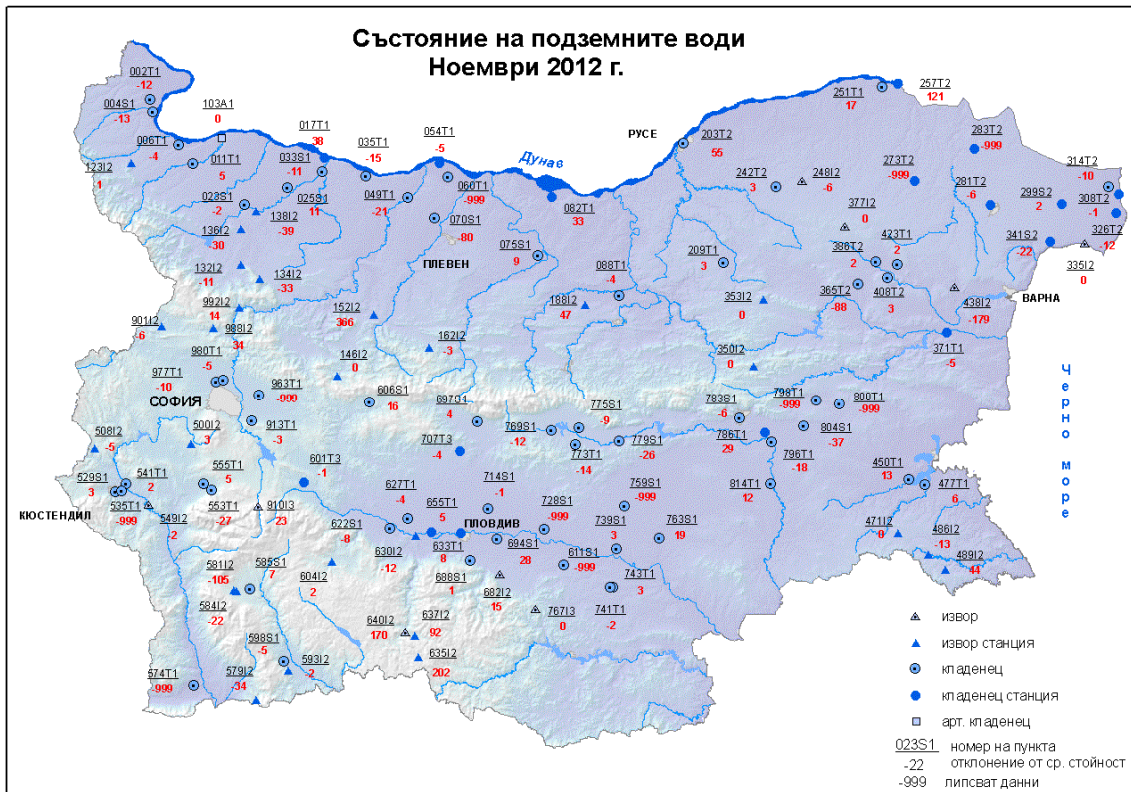 Състояние на подземните води
Ноември 2012 г.
002T1
-12
004S1
-13
103A1
0
006T1
-4
017T1
38
011T1
5
033S1
-11
035T1
-15
054T1
-5
Дунав
РУСЕ
251T1
17
257T2
121
203T2
55
283T2
-999
273T2
-999
314T2
-10
123I2
1
023S1
-2
025S1
11
138I2
-39
049T1
-21
060T1
-999
070S1
-80
082T1
33
242T2
3
248I2
-6
377I2
0
281T2
-6
299S2
2
308T2
-1
326T2
-12
335I2
0
341S2
-22
136I2
30
132I2
-11
134I2
-33
ПЛЕВЕН
075S1
9
088T1
-4
209T1
3
386T2
2
423T1
2
365T2
-88
408T2
3
438I2
-179
ВАРНА
992I2
14
901I2
6
988I2
34
152I2
366
162I2
-3
188I2
47
353I2
0
350I2
0
371T1
-5
980T1
-5
977T1
-10
СОФИЯ
963T1
-999
146I2
0
606S1
16
697S1
4
775S1
-9
783S1
-6
798T1
-999
800T1
-999
Черно море
508I2
-5
500I2
3
913T1
-3
707T3
-4
769S1
-12
773T1
-14
779S1
-26
786T1
29
796T1
-18
804S1
-37
529S1
3
541T1
2
555T1
5
601T3
-1
714S1
-1
759S1
-999
814T1
12
450T1
13
477T1
6
КЮСТЕНДИЛ
535T1
-999
549I2
-2
553T1
-27
910I3
23
627T1
-4
655T1
5
622S1
-8
ПЛОВДИВ
728S1
-999
739S1
3
763S1
19
471I2
0
486I2
-13
489I2
44
630I2
-12
633T1
8
694S1
28
611S1
-999
581I2
-105
585S1
7
604I2
2
688S1
1
682I2
15
743T1
3
741T1
-2
584I2
-22
640I2
170
637I2
92
767I3
0
635I2
202
598S1
-5
593I2
2
579I2
-34
574T1
-999
извор
извор станция
кладенец
кладенец станция
арт. кладенец
023S1 номер на пункта
-22 отклонение от ср. стойност
-999 липсват данни